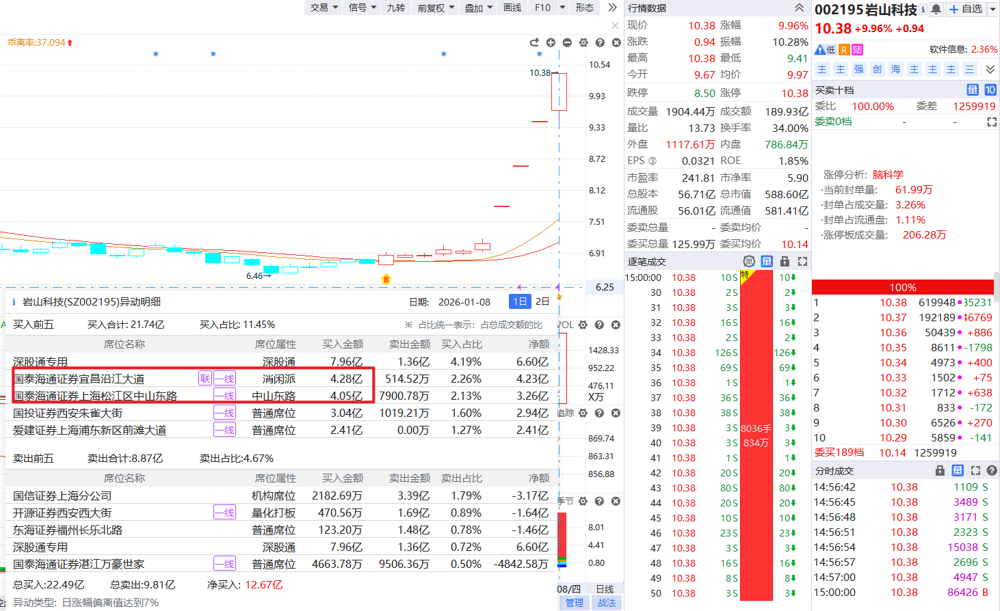 交易 信号 九转 前复权 叠加 画线 F10 形态
乖离率:37.094
10.38
6.46
B
10.54
9.93
9.33
8.72
8.12
7.51
6.91
6.25
行情数据
现价 10.38 涨幅 9.96%
涨跌 0.94 振幅 10.28%
最高 10.38 最低 9.41
今开 9.67 均价 9.97
跌停 8.50 涨停 10.38
成交量 1904.44万 成交额 189.93亿
量比 13.73 换手率 34.00%
外盘 1117.61万 内盘 786.84万
EPS ③ 0.0321 ROE 1.85%
市盈率 241.81 市净率 5.90
总股本 56.71亿 总市值 588.60亿
流通股 56.01亿 流通值 581.41亿
委卖总量 - 委卖均价 -
委买总量 125.99万 委买均价 10.14
逐笔成交 单 量
15:00:00 10.38 10 S 特 10
30 10.38 2 S 2
31 10.38 3 S 3
32 10.38 16 S 16
33 10.38 2 S 2
34 10.38 126 S 126
35 10.38 69 S 69
36 10.38 1 S 1
37 10.38 36 S 36
38 10.38 38 S 38
39 10.38 3 S 8036手 3
40 10.38 3 S 834万 3
41 10.38 1 S 1
42 10.38 20 S 20
43 10.38 80 S 80
44 10.38 20 S 20
45 10.38 10 S 10
46 10.38 23 S 23
47 10.38 3 S 3
48 10.38 16 S 16
49 10.38 8 S 8
50 10.38 3 S 3
002195 岩山科技 自选
10.38 +9.96% +0.94
低 R 陆 软件信息: 2.36%
主 主 强 创 海 主 主 主 三
买卖十档 量 10
委比 100.00% 委差 1259919
委卖0档 - -
涨停分析: 脑科学
·当前封单量: 61.99万
·封单占成交量: 3.26%
·封单占流通盘: 1.11%
·涨停板成交量: 206.28万
100%
1 10.38 619948 35231
2 10.37 192189 46769
3 10.36 50439 +886
4 10.35 8611 -1798
5 10.34 4973 +400
6 10.33 1502 +75
7 10.32 1712 +638
8 10.31 833 -172
9 10.30 6526 +270
10 10.29 5859 -141
委买189档 10.14 1259919
分时成交 量
14:56:42 10.38 1109 S
14:56:45 10.38 3489 S
14:56:48 10.38 3171 S
14:56:51 10.38 2323 S
14:56:54 10.38 15038 S
14:56:57 10.38 2696 S
14:57:00 10.38 4947 S
15:00:00 10.38 86426 B
岩山科技(SZ002195)异动明细 日期: 2026-01-08 1日 2日
买入前五 买入合计: 21.74亿 买入占比: 11.45% ※ 占比统一表示: 占总成交额的比
席位名称 席位属性 买入金额 卖出金额 买入占比 净额
深股通专用 深股通 7.96亿 1.36亿 4.19% 6.60亿
国泰海通证券宜昌沿江大道 联 一线 消闲派 4.28亿 514.52万 2.26% 4.23亿
国泰海通证券上海松江区中山东路 一线 中山东路 4.05亿 7900.78万 2.13% 3.26亿
国投证券西安朱雀大街 一线 普通席位 3.04亿 1019.21万 1.60% 2.94亿
爱建证券上海浦东新区前滩大道 一线 普通席位 2.41亿 0.00万 1.27% 2.41亿
卖出前五 卖出合计:8.87亿 卖出占比:4.67%
席位名称 席位属性 买入金额 卖出金额 卖出占比 净额
国信证券上海分公司 机构席位 2182.69万 3.39亿 1.79% -3.17亿
开源证券西安西大街 一线 量化打板 470.56万 1.69亿 0.89% -1.64亿
东海证券福州长乐北路 普通席位 123.20万 1.48亿 0.78% -1.46亿
深股通专用 深股通 7.96亿 1.36亿 0.72% 6.60亿
国泰海通证券湛江万豪世家 一线 普通席位 4663.78万 9506.36万 0.50% -4842.58万
总买入:22.49亿 总卖出:9.81亿 净买入: 12.67亿
异动类型: 日涨幅偏离值达到7%
VOL
1428.33
952.22
476.11
X万
追踪
869.74
863.31
856.88
季节
8.01
4.41
0.80
08/四 日线
管理 战法